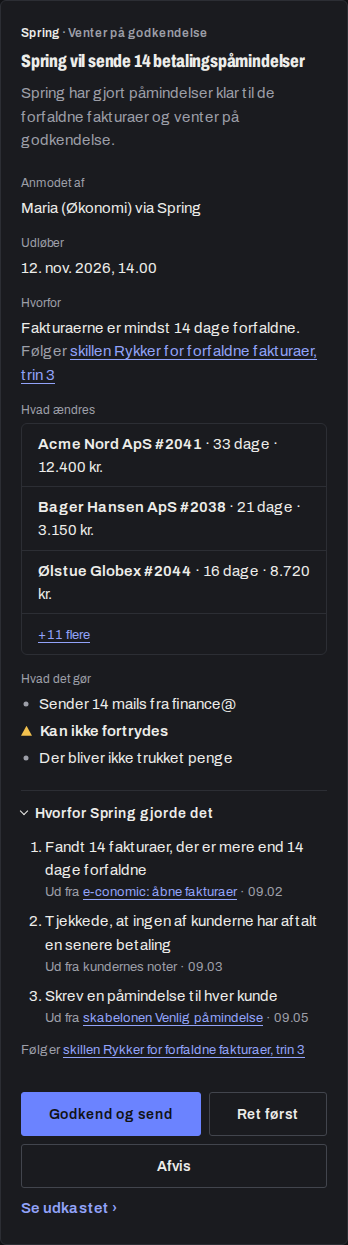 Spring · Venter på godkendelse
Spring vil sende 14 betalingspåmindelser
Spring har gjort påmindelser klar til de
forfaldne fakturaer og venter på
godkendelse.
Anmodet af
Maria (Økonomi) via Spring
Udløber
12. nov. 2026, 14.00
Hvorfor
Fakturaerne er mindst 14 dage forfaldne.
Følger skillen Rykker for forfaldne fakturaer,
trin 3
Hvad ændres
Acme Nord ApS #2041 · 33 dage ·
12.400 kr.
Bager Hansen ApS #2038 · 21 dage ·
3.150 kr.
Ølstue Globex #2044 · 16 dage · 8.720
kr.
+11 flere
Hvad det gør
• Sender 14 mails fra finance@
Kan ikke fortrydes
• Der bliver ikke trukket penge
Hvorfor Spring gjorde det
1. Fandt 14 fakturaer, der er mere end 14
dage forfaldne
Ud fra e-conomic: åbne fakturaer · 09.02
2. Tjekkede, at ingen af kunderne har aftalt
en senere betaling
Ud fra kundernes noter · 09.03
3. Skrev en påmindelse til hver kunde
Ud fra skabelonen Venlig påmindelse · 09.05
Følger skillen Rykker for forfaldne fakturaer, trin 3
Godkend og send
Ret først
Afvis
Se udkastet ›